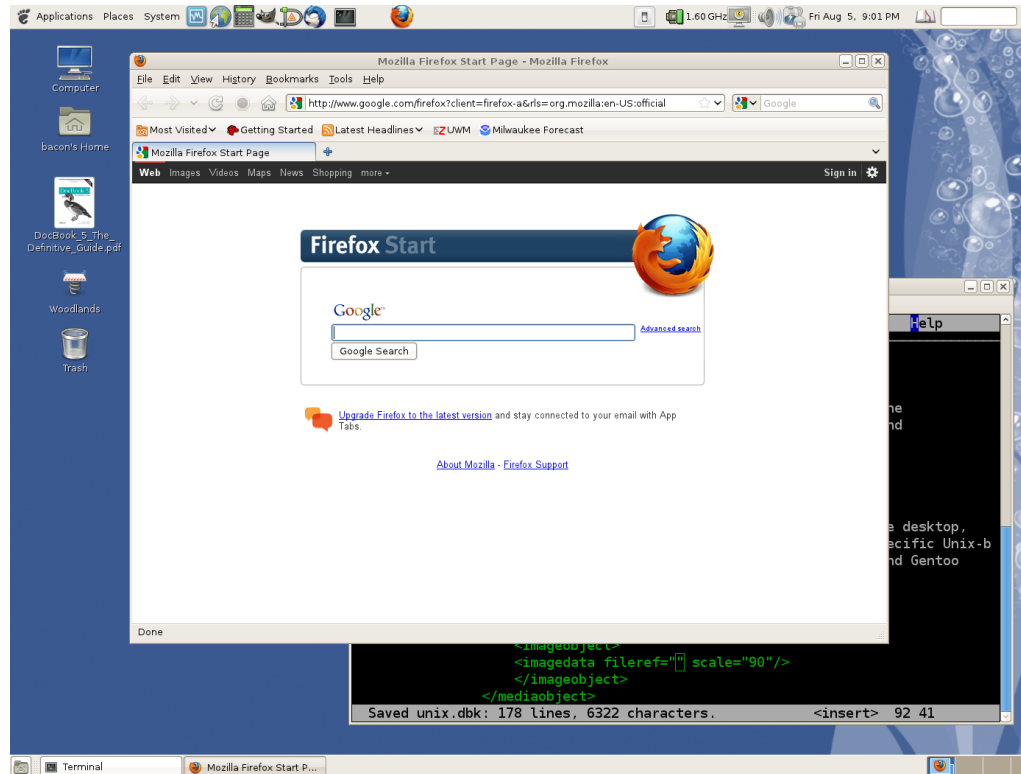 Applications Places System
1.60 GHz
Fri Aug 5, 9:01 PM
Computer
bacon's Home
DocBook 5
DocBook_5_The_
Definitive_Guide.pdf
Woodlands
Trash
Mozilla Firefox Start Page - Mozilla Firefox
File Edit View History Bookmarks Tools Help
http://www.google.com/firefox?client=firefox-a&rls=org.mozilla:en-US:official
Google
Most Visited Getting Started Latest Headlines UWM Milwaukee Forecast
Mozilla Firefox Start Page
Web Images Videos Maps News Shopping more
Sign in
Firefox Start
Google
Advanced search
Google Search
Upgrade Firefox to the latest version and stay connected to your email with App
Tabs.
About Mozilla - Firefox Support
Done
Help
ne
nd
e desktop,
ecific Unix-b
nd Gentoo
<imageobject>
<imagedata fileref="" scale="90"/>
</imageobject>
</mediaobject>
Saved unix.dbk: 178 lines, 6322 characters. <insert> 92 41
Terminal
Mozilla Firefox Start P...